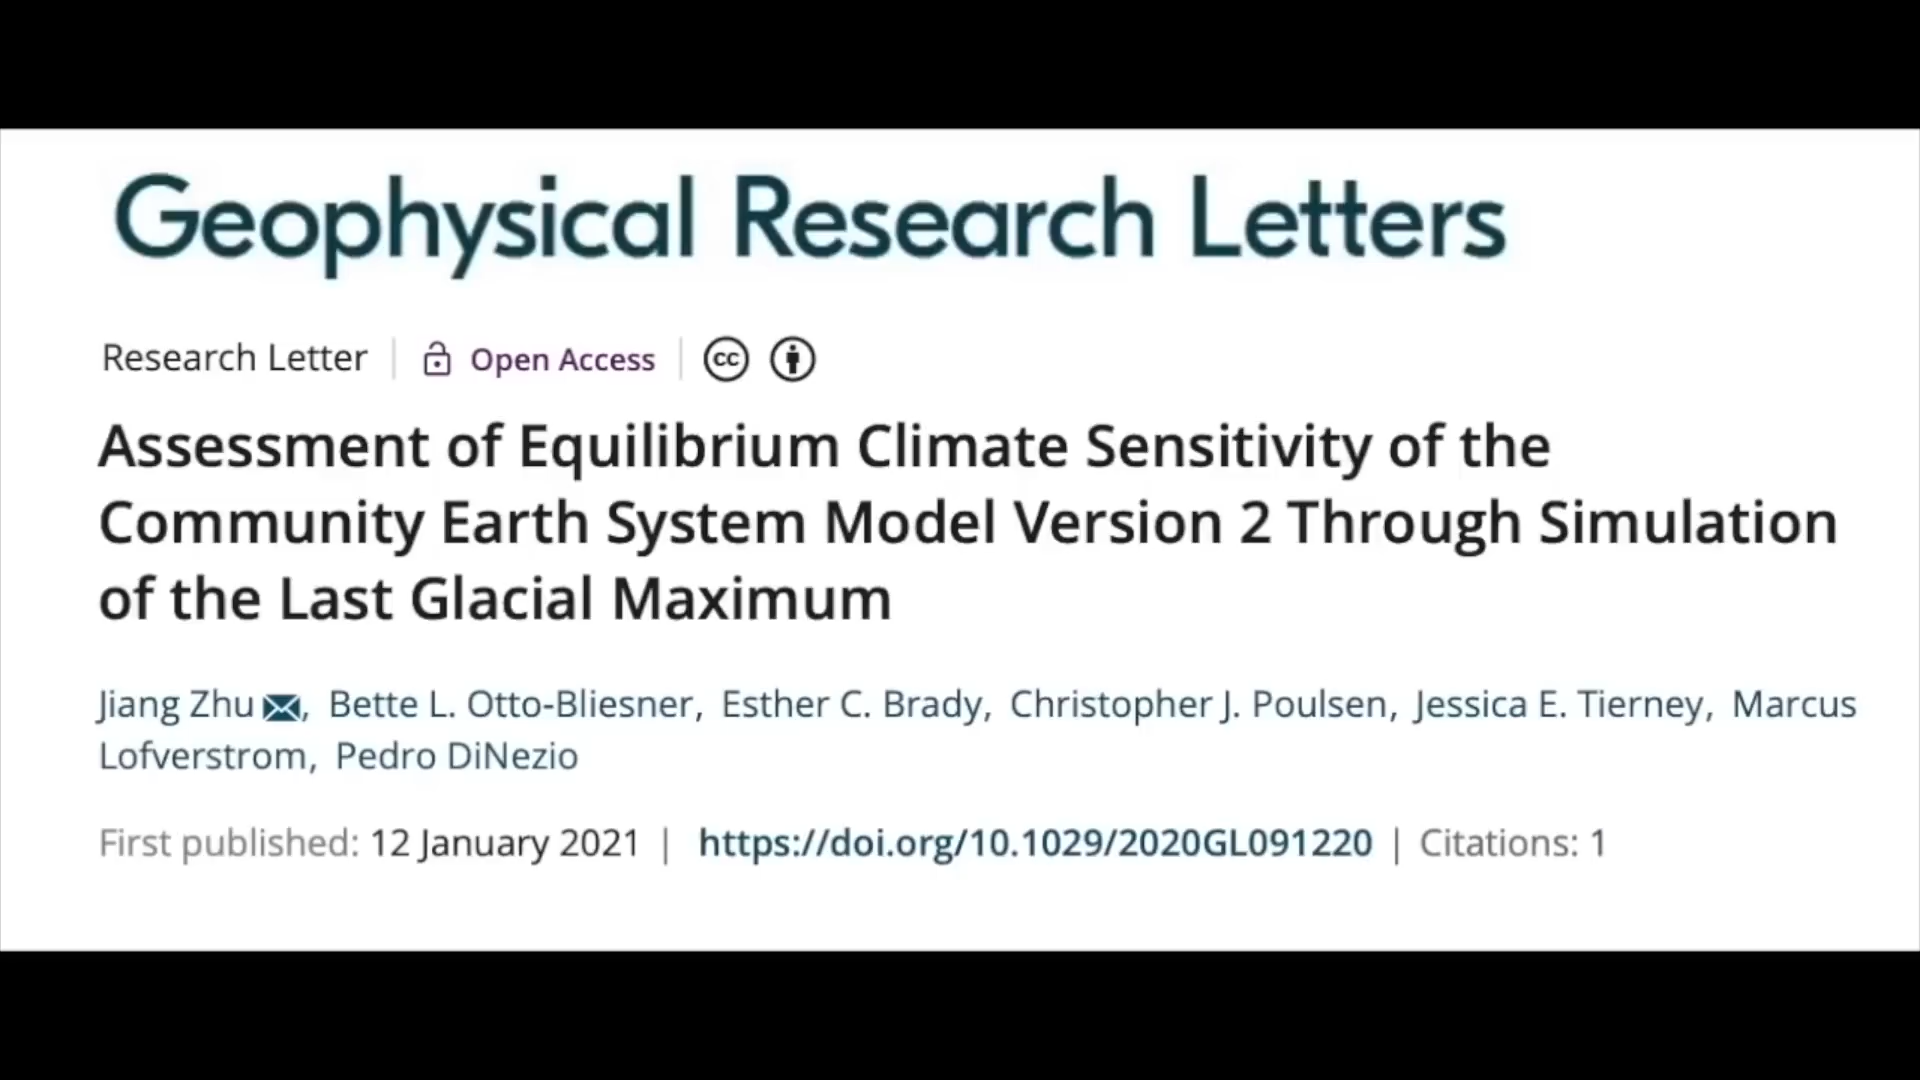 Geophysical Research Letters
Research Letter | Open Access | cc
Assessment of Equilibrium Climate Sensitivity of the
Community Earth System Model Version 2 Through Simulation
of the Last Glacial Maximum
Jiang Zhu, Bette L. Otto-Bliesner, Esther C. Brady, Christopher J. Poulsen, Jessica E. Tierney, Marcus
Lofverstrom, Pedro DiNezio
First published: 12 January 2021 | https://doi.org/10.1029/2020GL091220 | Citations: 1